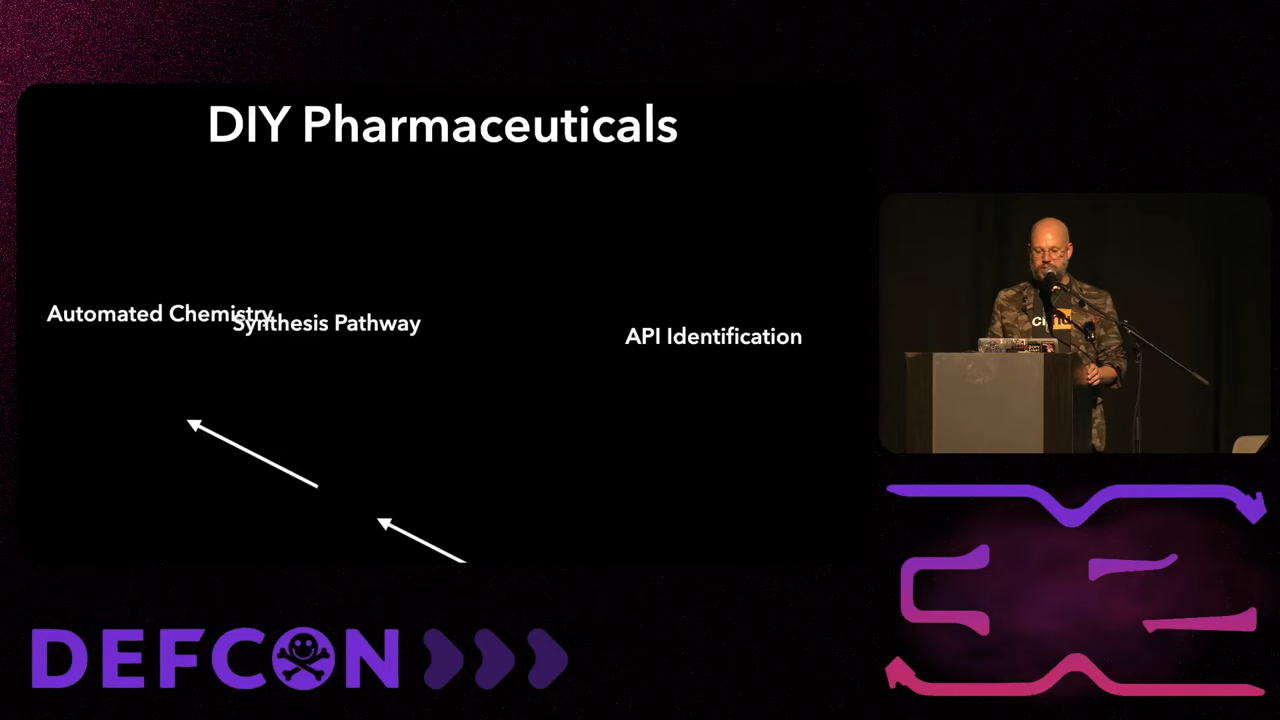 DIY Pharmaceuticals
Automated Chemistry
Synthesis Pathway
API Identification
DEFCON